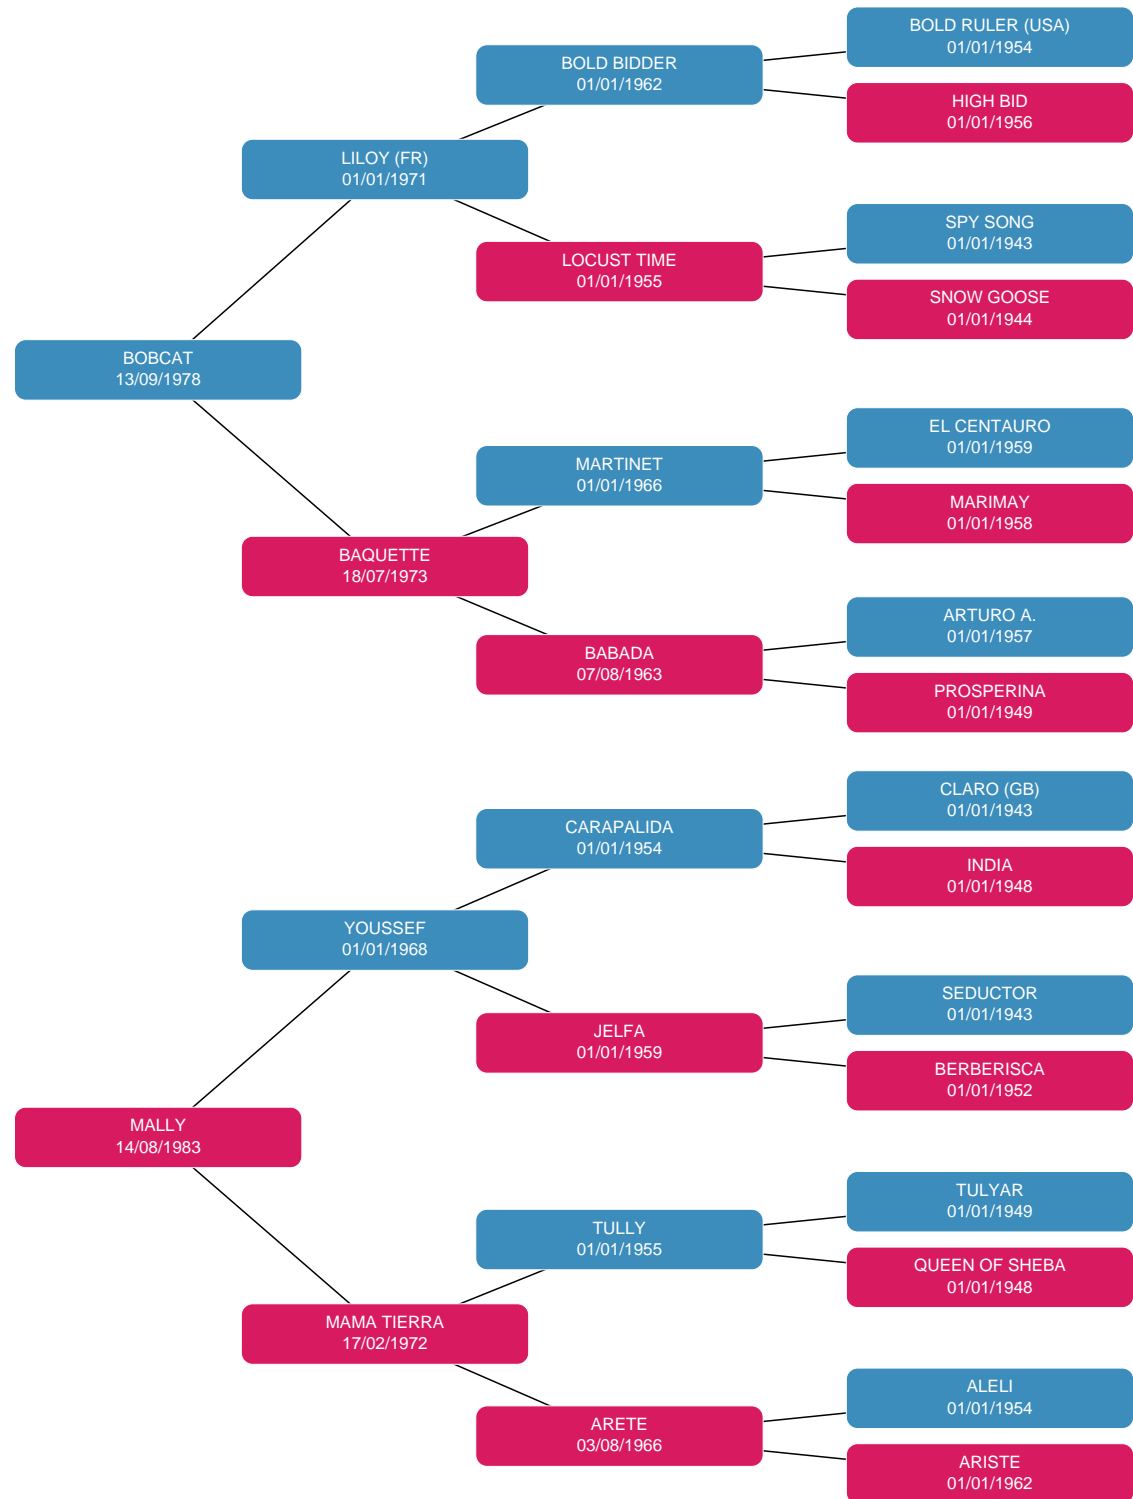 BOLD RULER (USA)
01/01/1954
BOLD BIDDER
01/01/1962
HIGH BID
01/01/1956
LILOY (FR)
01/01/1971
SPY SONG
01/01/1943
LOCUST TIME
01/01/1955
SNOW GOOSE
01/01/1944
BOBCAT
13/09/1978
EL CENTAURO
01/01/1959
MARTINET
01/01/1966
MARIMAY
01/01/1958
BAQUETTE
18/07/1973
ARTURO A.
01/01/1957
BABADA
07/08/1963
PROSPERINA
01/01/1949
CLARO (GB)
01/01/1943
CARAPALIDA
01/01/1954
INDIA
01/01/1948
YOUSSEF
01/01/1968
SEDUCTOR
01/01/1943
JELFA
01/01/1959
BERBERISCA
01/01/1952
MALLY
14/08/1983
TULYAR
01/01/1949
TULLY
01/01/1955
QUEEN OF SHEBA
01/01/1948
MAMA TIERRA
17/02/1972
ALELI
01/01/1954
ARETE
03/08/1966
ARISTE
01/01/1962